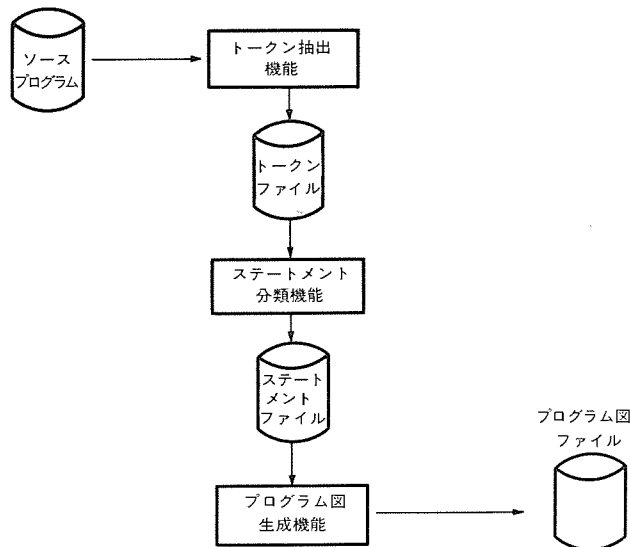 ソース
プログラム
トークン抽出
機能
トークン
ファイル
ステートメント
分類機能
ステート
メント
ファイル
プログラム図
生成機能
プログラム図
ファイル